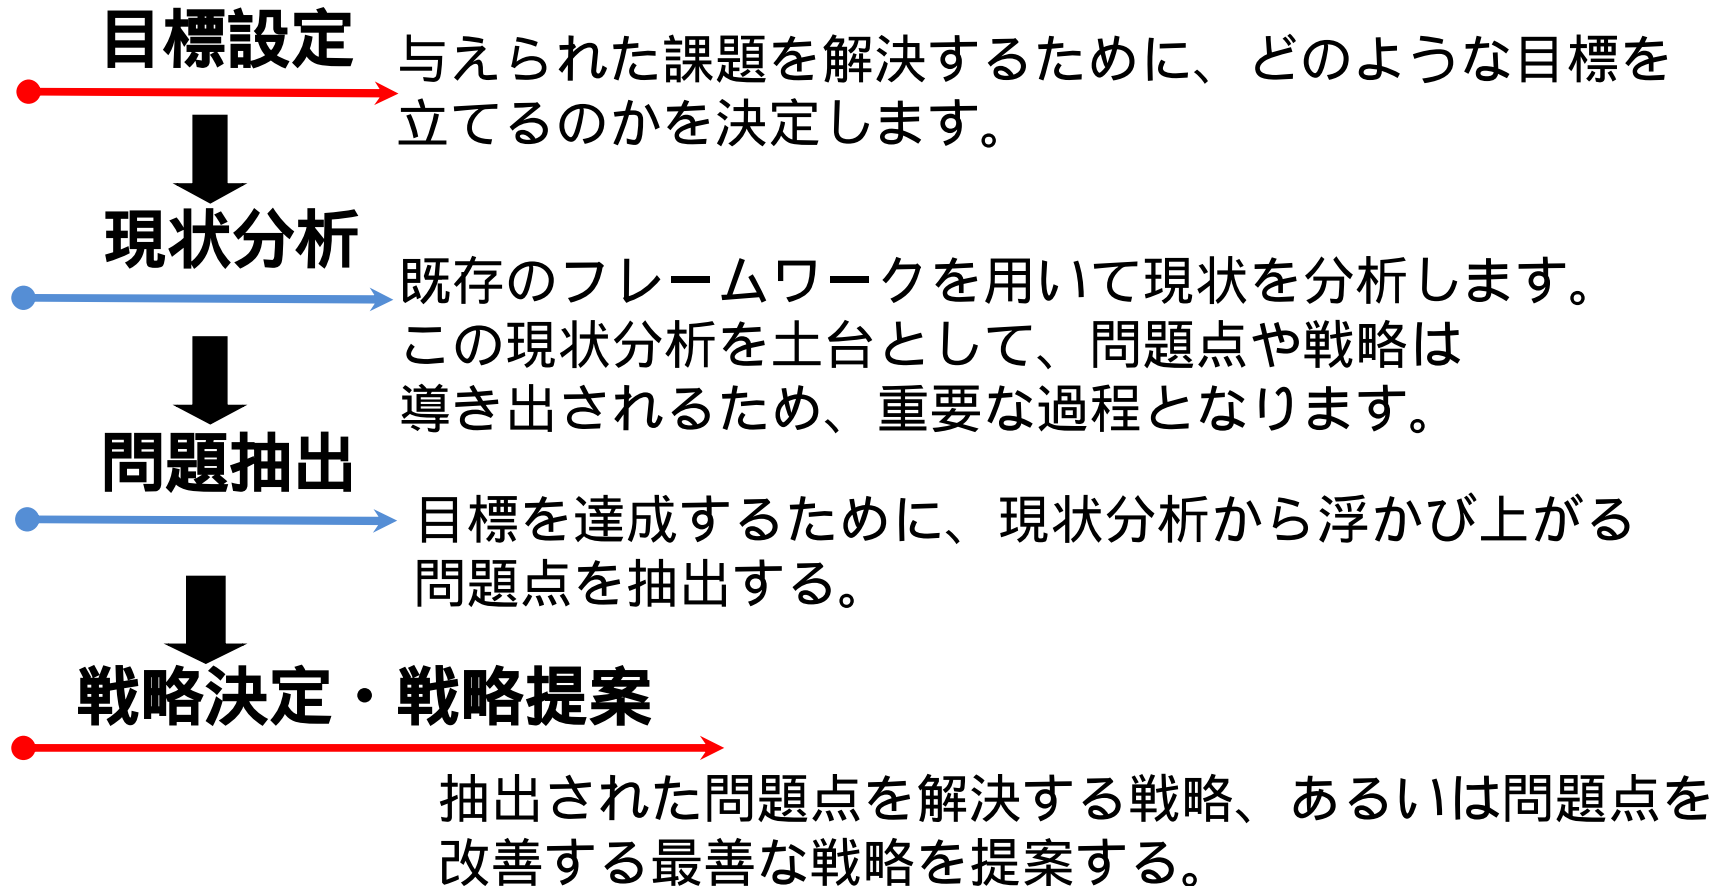 目標設定
与えられた課題を解決するために、どのような目標を
立てるのかを決定します。
現状分析
既存のフレームワークを用いて現状を分析します。
この現状分析を土台として、問題点や戦略は
導き出されるため、重要な過程となります。
問題抽出
目標を達成するために、現状分析から浮かび上がる
問題点を抽出する。
戦略決定・戦略提案
抽出された問題点を解決する戦略、あるいは問題点を
改善する最善な戦略を提案する。